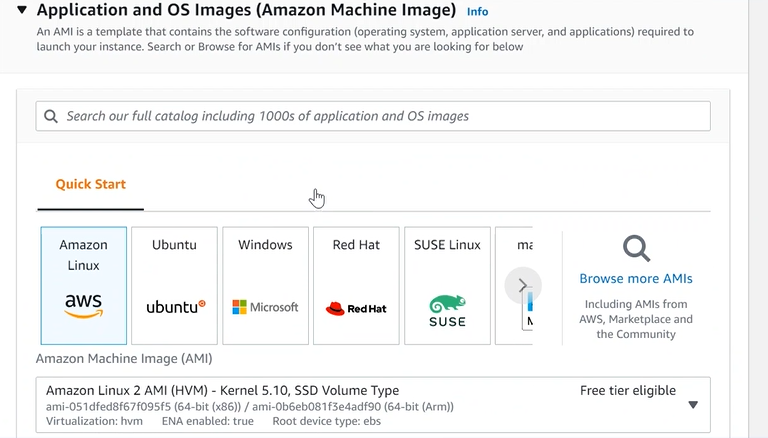 Application and OS Images (Amazon Machine Image) Info
An AMI is a template that contains the software configuration (operating system, application server, and applications) required to
launch your instance. Search or Browse for AMIs if you don't see what you are looking for below
Search our full catalog including 1000s of application and OS images
Quick Start
Amazon
Linux
aws
Ubuntu
ubuntu
Windows
Microsoft
Red Hat
Red Hat
SUSE Linux
SUSE
ma
M
Browse more AMIs
Including AMIs from
AWS, Marketplace and
the Community
Amazon Machine Image (AMI)
Amazon Linux 2 AMI (HVM) - Kernel 5.10, SSD Volume Type Free tier eligible
ami-051dfed8f67f095f5 (64-bit (x86)) / ami-0b6eb081f3e4adf90 (64-bit (Arm))
Virtualization: hvm ENA enabled: true Root device type: ebs